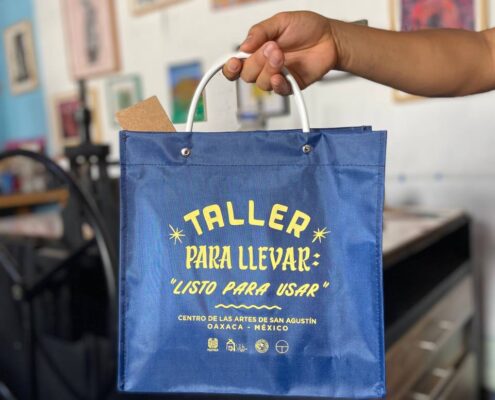 TALLER
PARA LLEVAR:
"LISTO PARA USAR"
CENTRO DE LAS ARTES DE SAN AGUSTÍN
OAXACA - MÉXICO